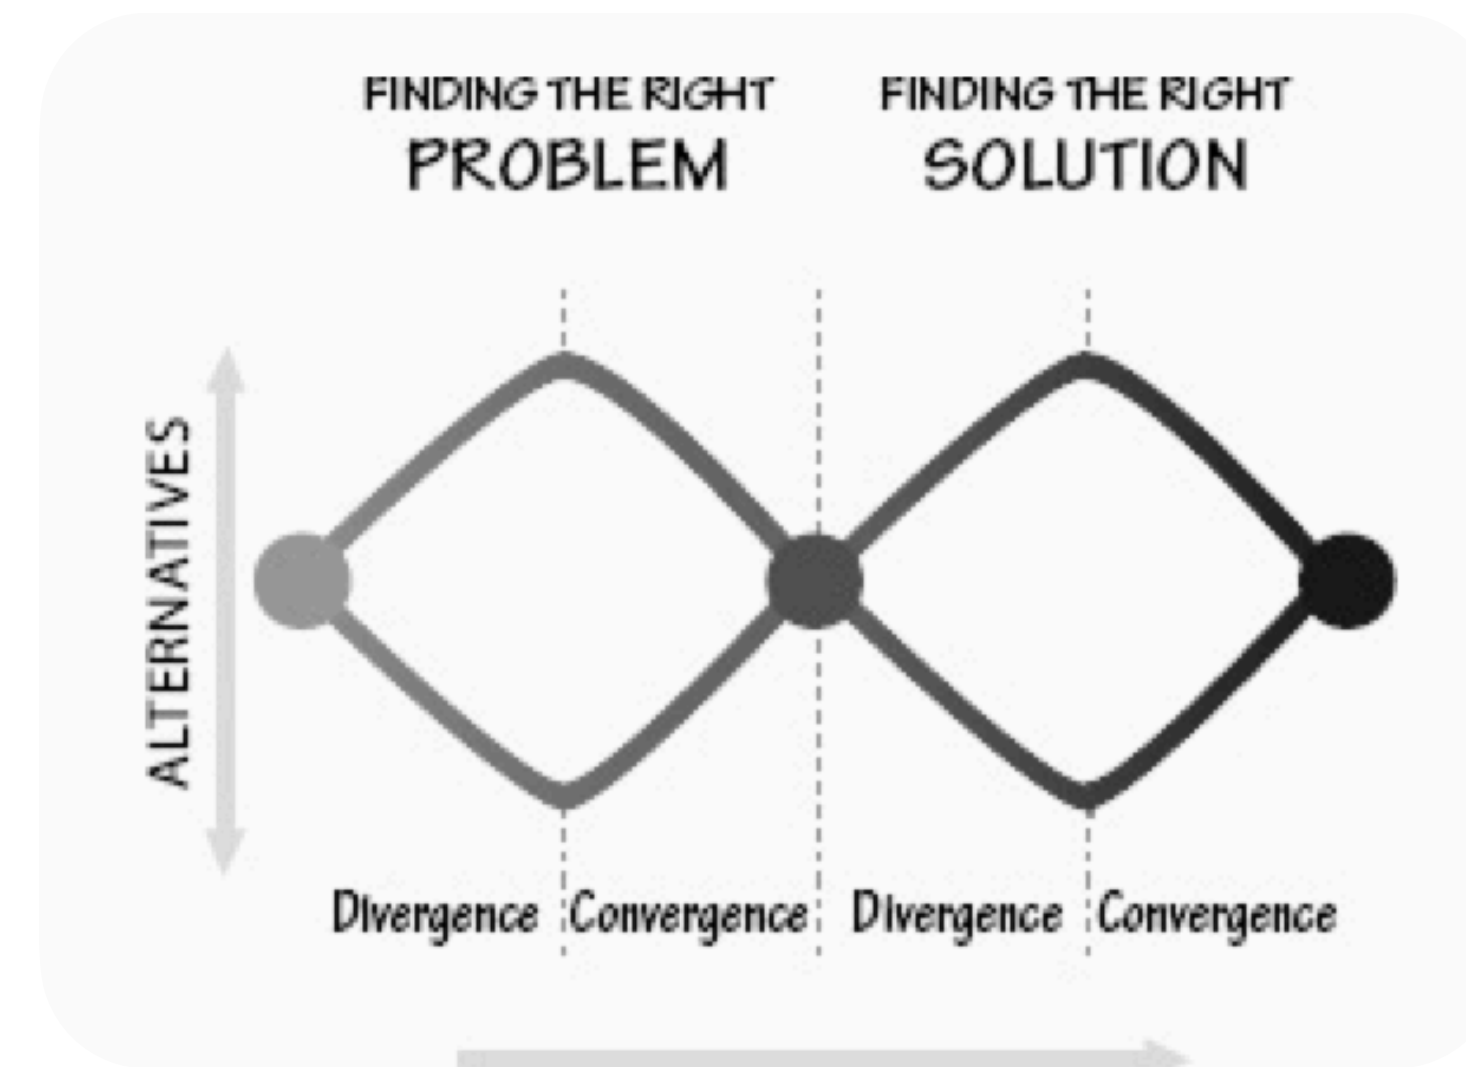 FINDING THE RIGHT
PROBLEM
FINDING THE RIGHT
SOLUTION
ALTERNATIVES
Divergence
Convergence
Divergence
Convergence